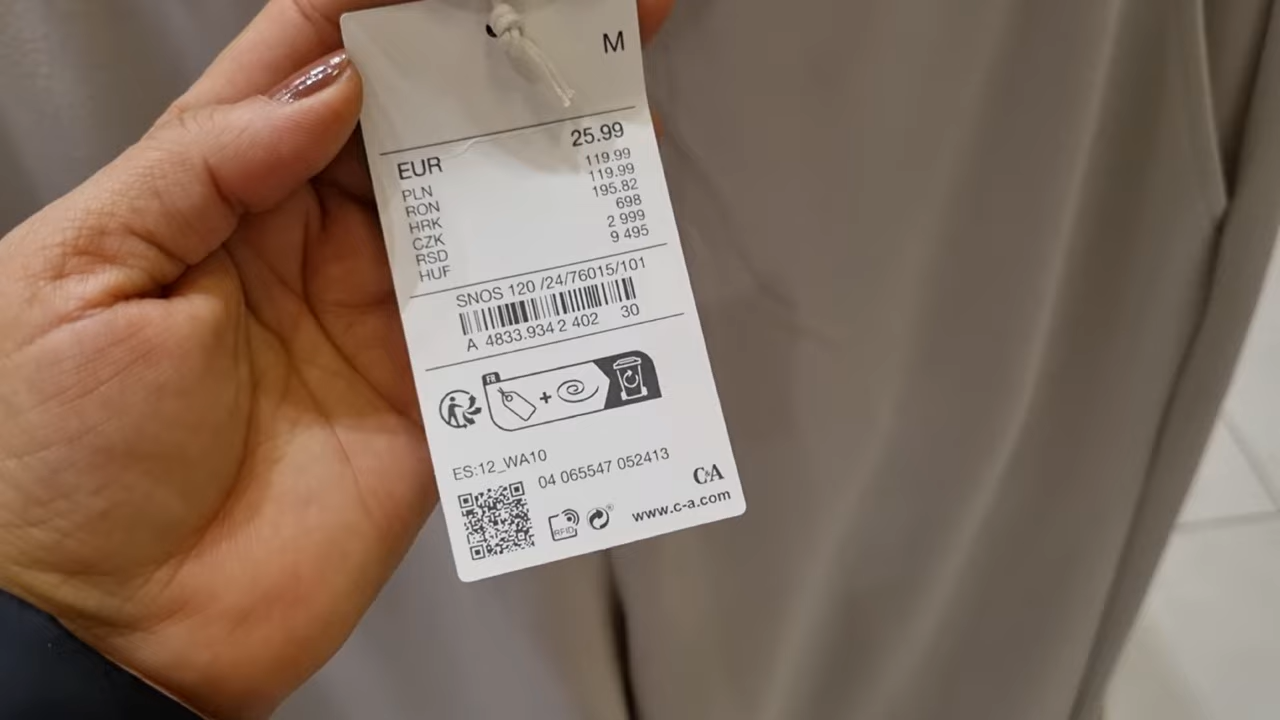 M
25.99
EUR
PLN 119.99
RON 119.99
HRK 195.82
CZK 698
RSD 2 999
HUF 9 495
SNOS 120 /24/76015/101
A 4833.934 2 402 30
FR
+
ES:12_WA10
04 065547 052413
C&A
RFID
www.c-a.com